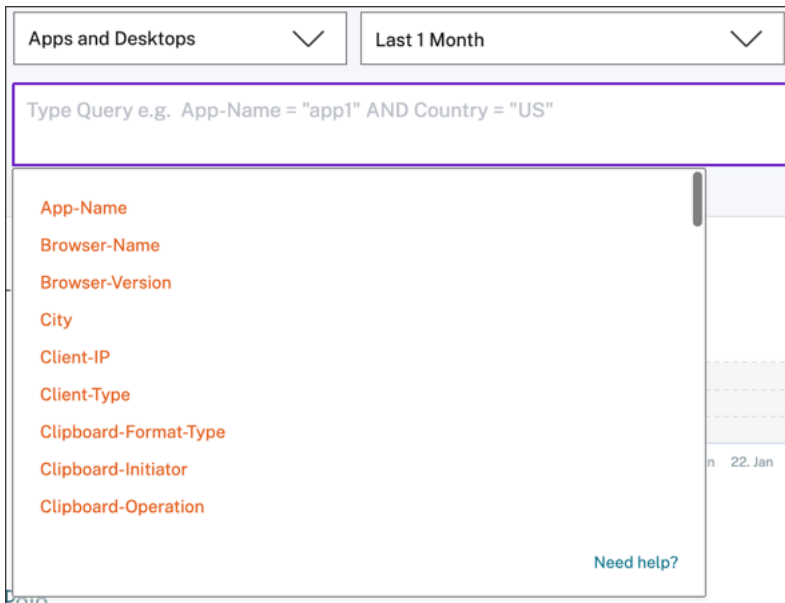 Apps and Desktops
Last 1 Month
Type Query e.g. App-Name = "app1" AND Country = "US"
App-Name
Browser-Name
Browser-Version
City
Client-IP
Client-Type
Clipboard-Format-Type
Clipboard-Initiator
Clipboard-Operation
22. Jan
Need help?